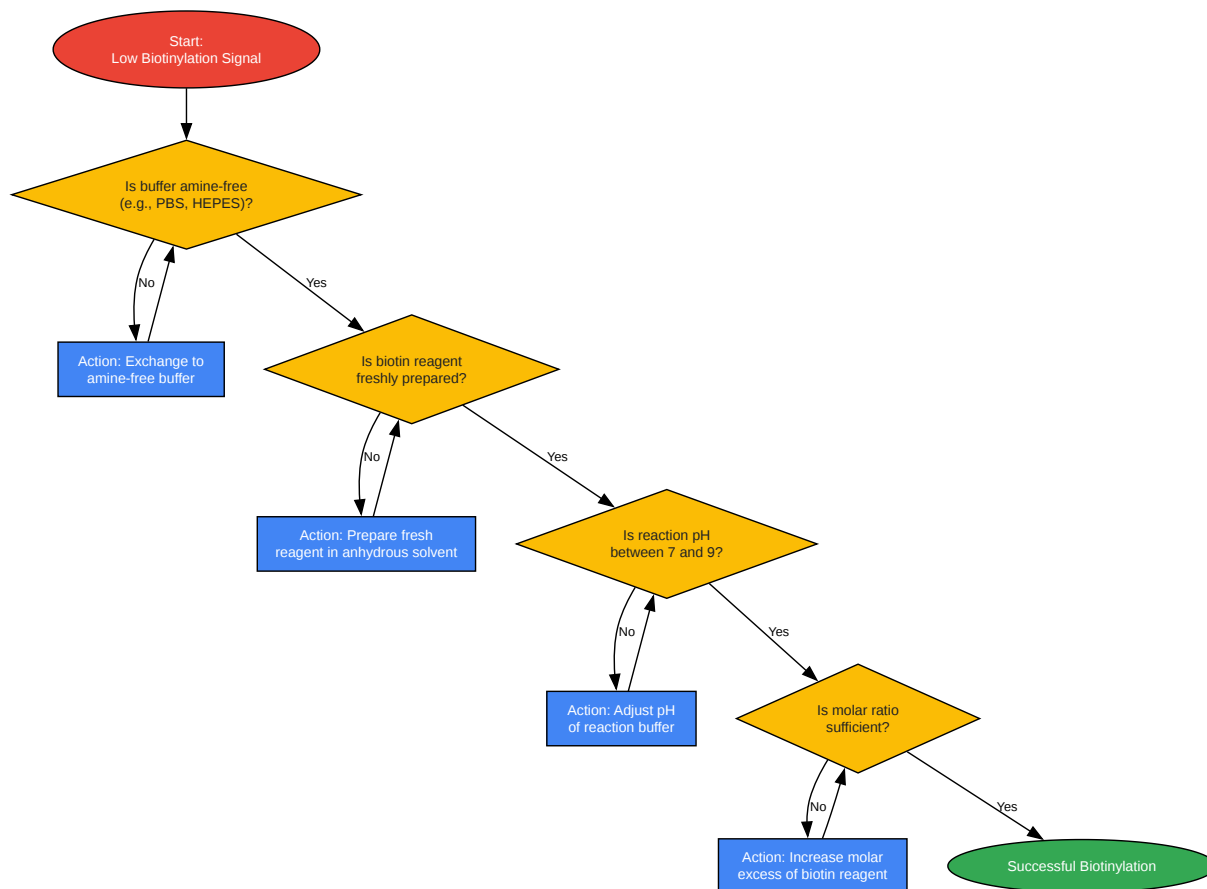 Start:
Low Biotinylation Signal
Is buffer amine-free
(e.g., PBS, HEPES)?
No
Yes
Action: Exchange to
amine-free buffer
Is biotin reagent
freshly prepared?
No
Yes
Action: Prepare fresh
reagent in anhydrous solvent
Is reaction pH
between 7 and 9?
No
Yes
Action: Adjust pH
of reaction buffer
Is molar ratio
sufficient?
No
Yes
Action: Increase molar
excess of biotin reagent
Successful Biotinylation